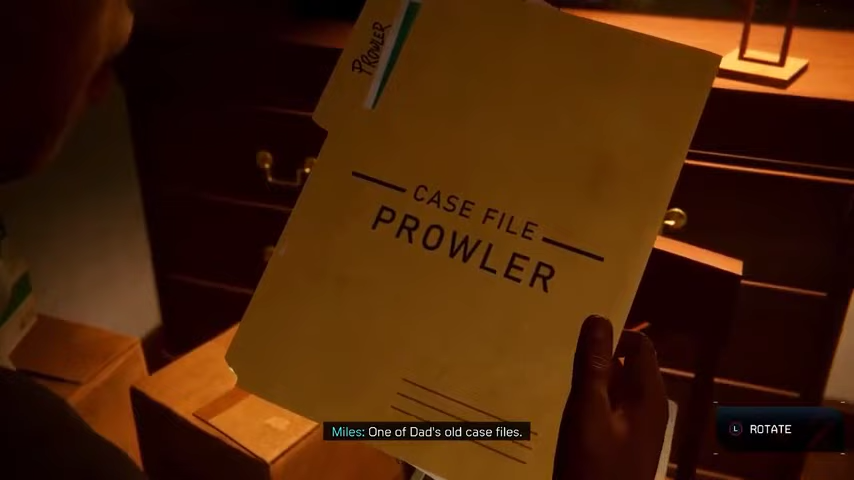 PROWLER
CASE FILE
PROWLER
Miles: One of Dad's old case files.
L ROTATE